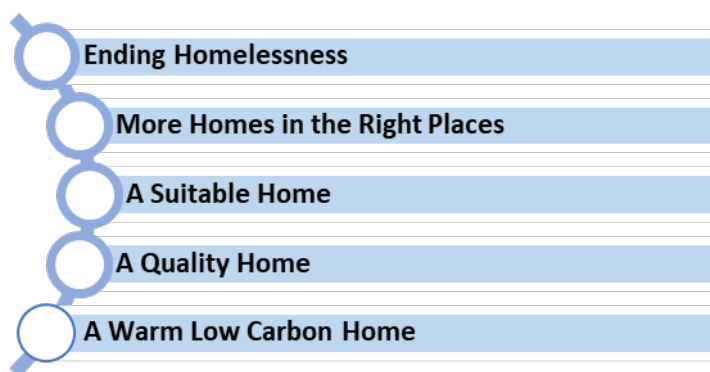 Ending Homelessness
More Homes in the Right Places
A Suitable Home
A Quality Home
A Warm Low Carbon Home